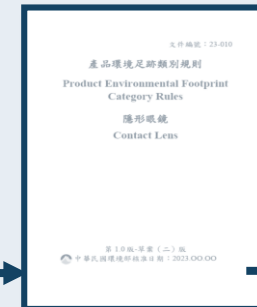 文件編號：23-010
產品環境足跡類別規則
Product Environmental Footprint
Category Rules
隱形眼鏡
Contact Lens
第 1.0 版-草案（二）版
中華民國環境部核准日期：2023.OO.OO